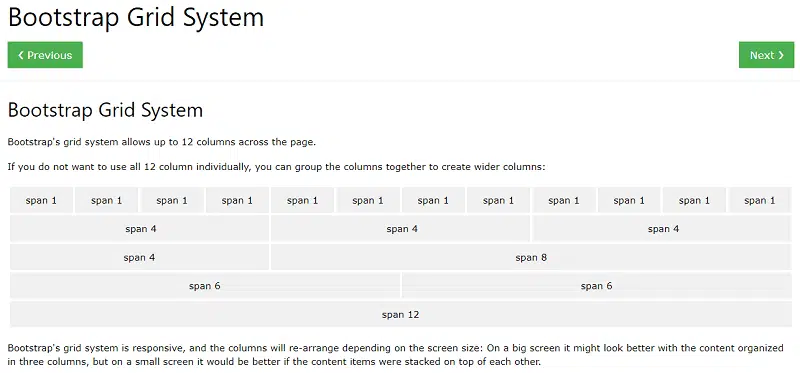 Bootstrap Grid System
❮ Previous
Next ❯
Bootstrap Grid System
Bootstrap's grid system allows up to 12 columns across the page.
If you do not want to use all 12 column individually, you can group the columns together to create wider columns:
span 1 span 1 span 1 span 1 span 1 span 1 span 1 span 1 span 1 span 1 span 1 span 1
span 4 span 4 span 4
span 4 span 8
span 6 span 6
span 12
Bootstrap's grid system is responsive, and the columns will re-arrange depending on the screen size: On a big screen it might look better with the content organized
in three columns, but on a small screen it would be better if the content items were stacked on top of each other.